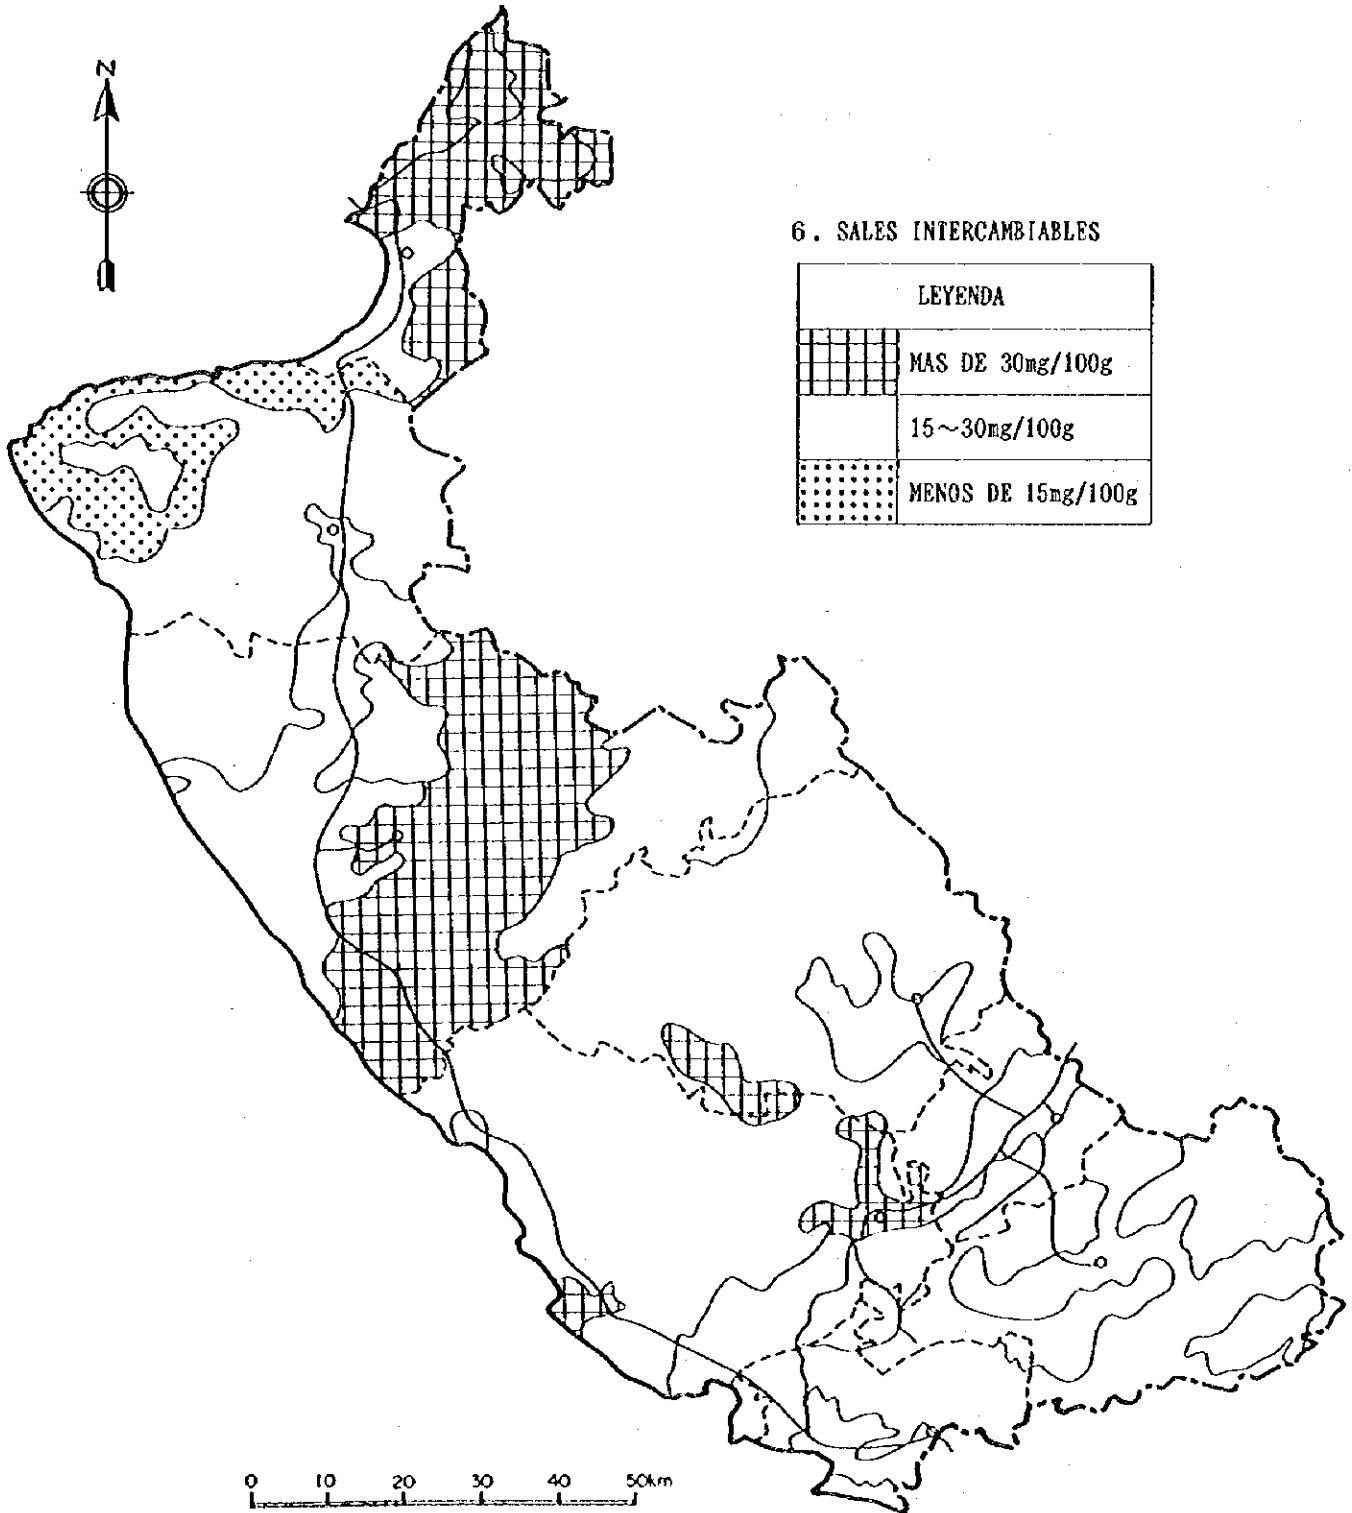 N
6. SALES INTERCAMBIABLES
LEYENDA
MAS DE 30mg/100g
15~30mg/100g
MENOS DE 15mg/100g
0 10 20 30 40 50km